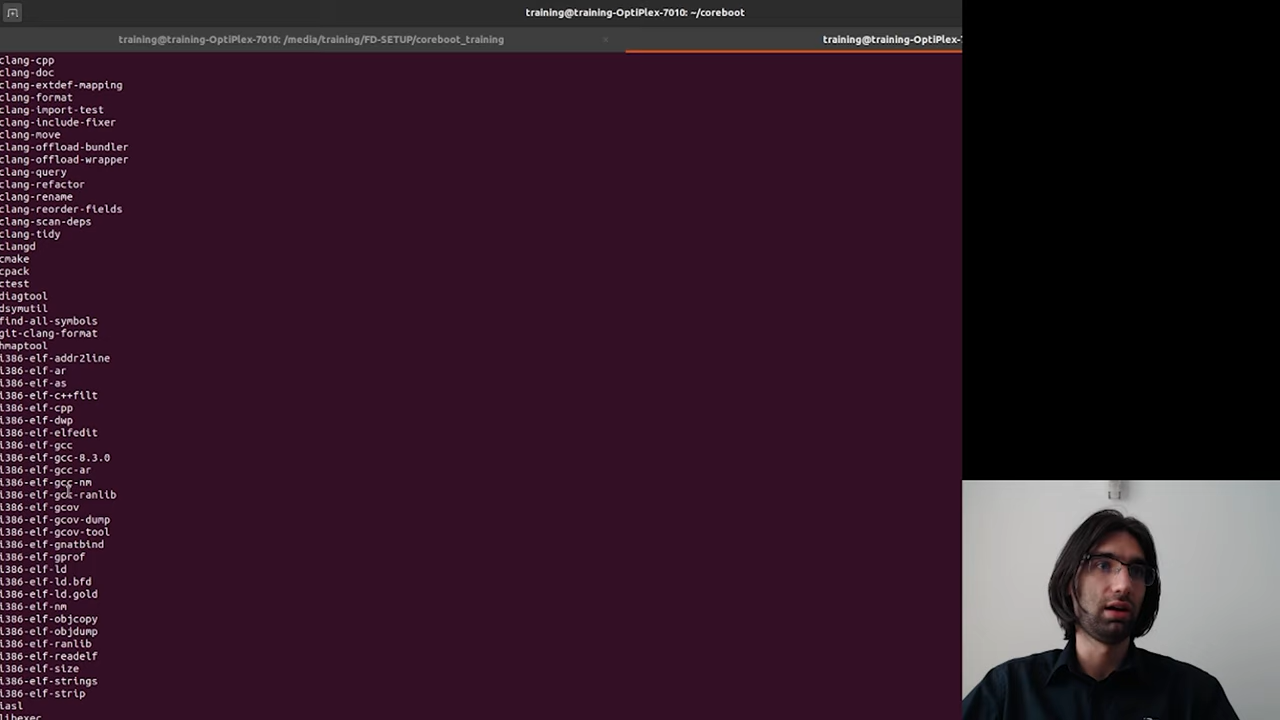 training@training-OptiPlex-7010: ~/coreboot
training@training-OptiPlex-7010: /media/training/FD-SETUP/coreboot_training
training@training-OptiPlex-7
clang-cpp
clang-doc
clang-extdef-mapping
clang-format
clang-import-test
clang-include-fixer
clang-move
clang-offload-bundler
clang-offload-wrapper
clang-query
clang-refactor
clang-rename
clang-reorder-fields
clang-scan-deps
clang-tidy
clangd
cmake
cpack
ctest
diagtool
dsymutil
find-all-symbols
git-clang-format
hmaptool
i386-elf-addr2line
i386-elf-ar
i386-elf-as
i386-elf-c++filt
i386-elf-cpp
i386-elf-dwp
i386-elf-elfedit
i386-elf-gcc
i386-elf-gcc-8.3.0
i386-elf-gcc-ar
i386-elf-gcc-nm
i386-elf-gcc-ranlib
i386-elf-gcov
i386-elf-gcov-dump
i386-elf-gcov-tool
i386-elf-gnatbind
i386-elf-gprof
i386-elf-ld
i386-elf-ld.bfd
i386-elf-ld.gold
i386-elf-nm
i386-elf-objcopy
i386-elf-objdump
i386-elf-ranlib
i386-elf-readelf
i386-elf-size
i386-elf-strings
i386-elf-strip
iasl
libexec